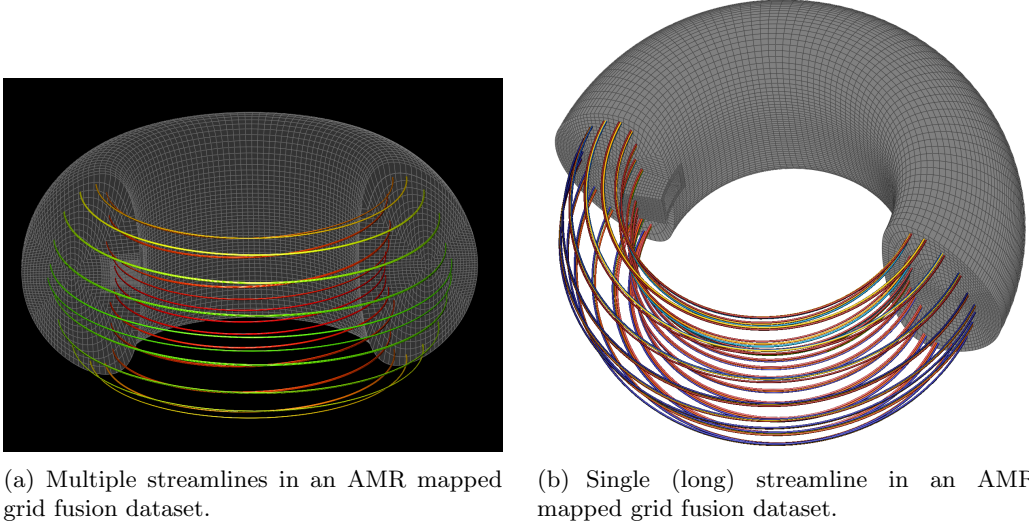 (a) Multiple streamlines in an AMR mapped
grid fusion dataset.
(b) Single (long) streamline in an AMR
mapped grid fusion dataset.